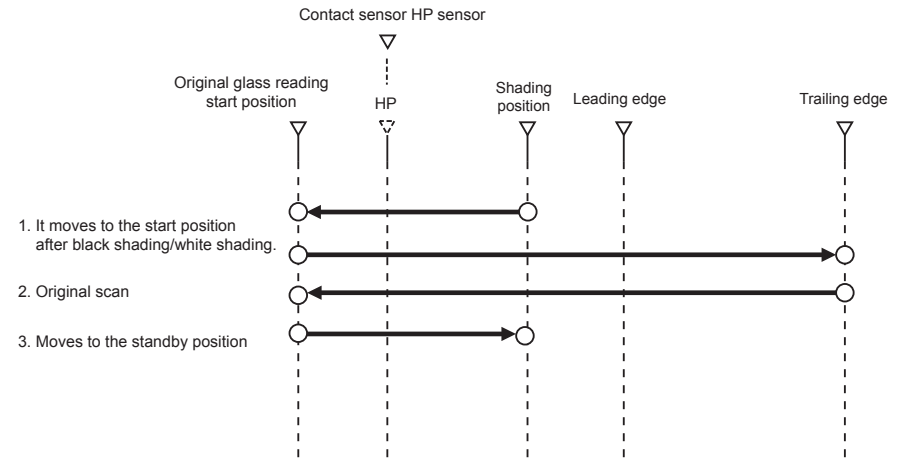 Contact sensor HP sensor
Original glass reading
start position
HP
Shading
position
Leading edge
Trailing edge
1. It moves to the start position
after black shading/white shading.
2. Original scan
3. Moves to the standby position